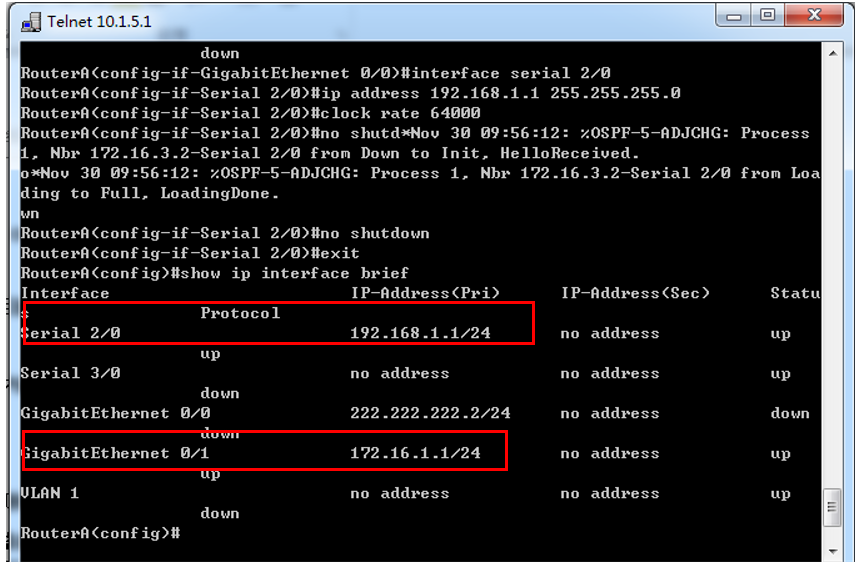 Telnet 10.1.5.1
down
RouterA(config-if-GigabitEthernet 0/0)#interface serial 2/0
RouterA(config-if-Serial 2/0)#ip address 192.168.1.1 255.255.255.0
RouterA(config-if-Serial 2/0)#clock rate 64000
RouterA(config-if-Serial 2/0)#no shutd*Nov 30 09:56:12: %OSPF-5-ADJCHG: Process
1, Nbr 172.16.3.2-Serial 2/0 from Down to Init, HelloReceived.
o*Nov 30 09:56:12: %OSPF-5-ADJCHG: Process 1, Nbr 172.16.3.2-Serial 2/0 from Loa
ding to Full, LoadingDone.
wn
RouterA(config-if-Serial 2/0)#no shutdown
RouterA(config-if-Serial 2/0)#exit
RouterA(config)#show ip interface brief
Interface IP-Address(Pri) IP-Address(Sec) Statu
s Protocol
Serial 2/0 192.168.1.1/24 no address up
up
Serial 3/0 no address no address up
down
GigabitEthernet 0/0 222.222.222.2/24 no address down
down
GigabitEthernet 0/1 172.16.1.1/24 no address up
up
VLAN 1 no address no address up
down
RouterA(config)#